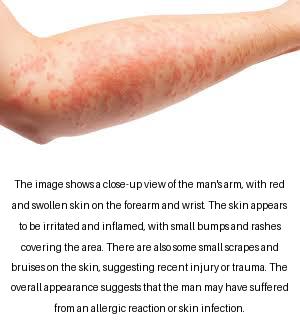 The image shows a close-up view of the man's arm, with red
and swollen skin on the forearm and wrist. The skin appears
to be irritated and inflamed, with small bumps and rashes
covering the area. There are also some small scrapes and
bruises on the skin, suggesting recent injury or trauma. The
overall appearance suggests that the man may have suffered
from an allergic reaction or skin infection.